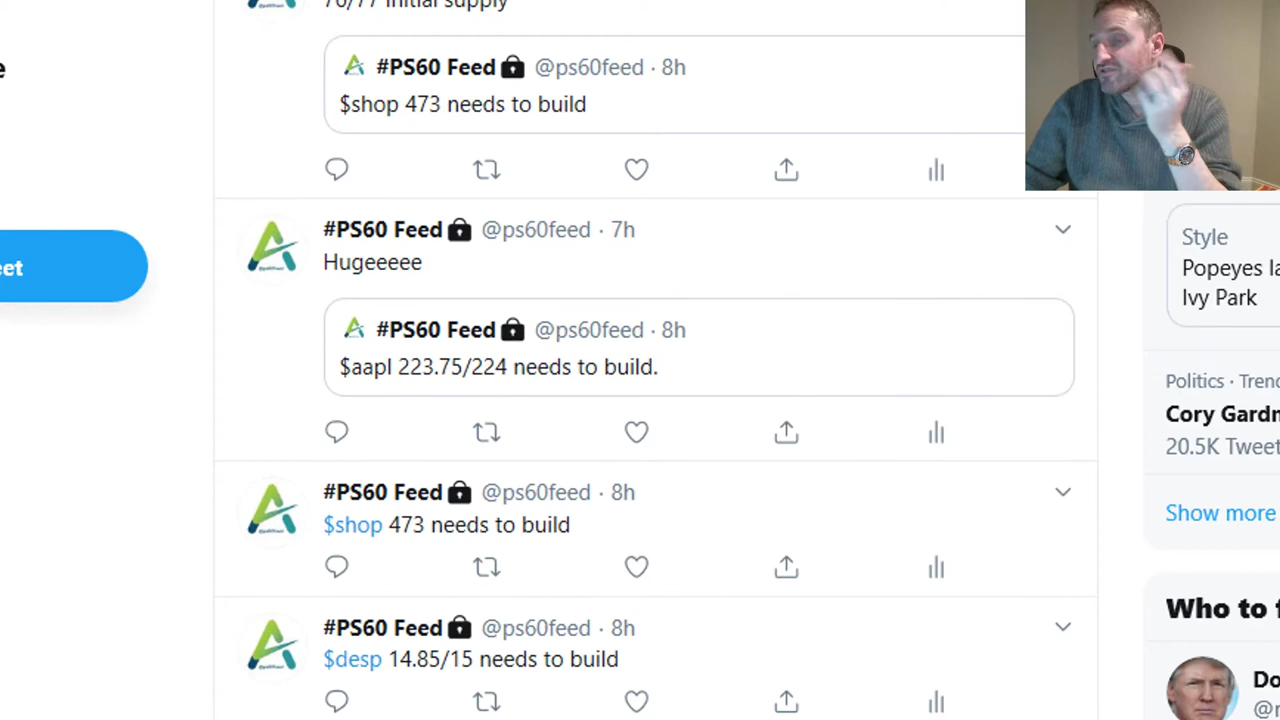 76/77 initial supply
e
#PS60 Feed @ps60feed · 8h
$shop 473 needs to build
#PS60 Feed @ps60feed · 7h
Hugeeeee
#PS60 Feed @ps60feed · 8h
$aapl 223.75/224 needs to build.
eet
Style
Popeyes la
Ivy Park
Politics · Trend
Cory Gardn
20.5K Tweet
#PS60 Feed @ps60feed · 8h
$shop 473 needs to build
Show more
#PS60 Feed @ps60feed · 8h
$desp 14.85/15 needs to build
Who to f
Do